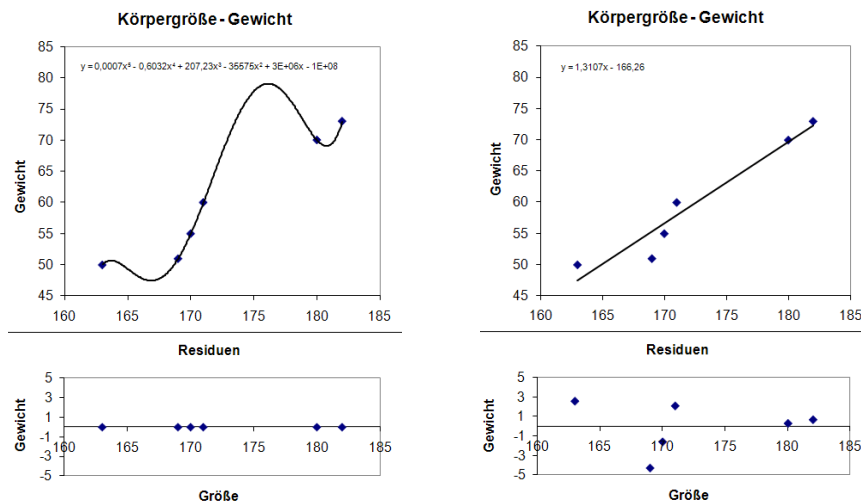 Körpergröße - Gewicht
y = 0,0007x⁵ - 0,6032x⁴ + 207,23x³ - 35575x² + 3E+06x - 1E+08
85
80
75
70
65
60
55
50
45
Gewicht
160 165 170 175 180 185
Residuen
5
3
1
-1
-3
-5
Gewicht
160 165 170 175 180 185
Größe
Körpergröße - Gewicht
y = 1,3107x - 166,26
85
80
75
70
65
60
55
50
45
Gewicht
160 165 170 175 180 185
Residuen
5
3
1
-1
-3
-5
Gewicht
160 165 170 175 180 185
Größe